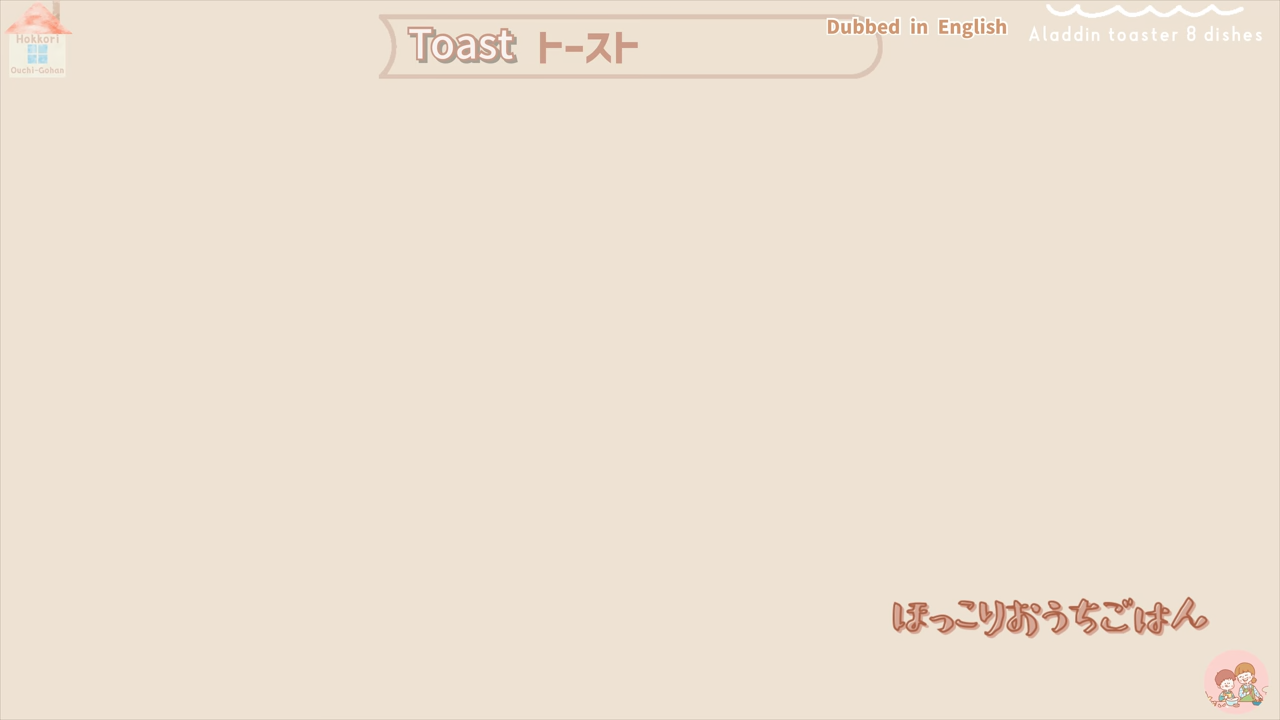 Hokkori
Ouchi-Gohan
Toast トースト
Dubbed in English
Aladdin toaster 8 dishes
ほっこりおうちごはん